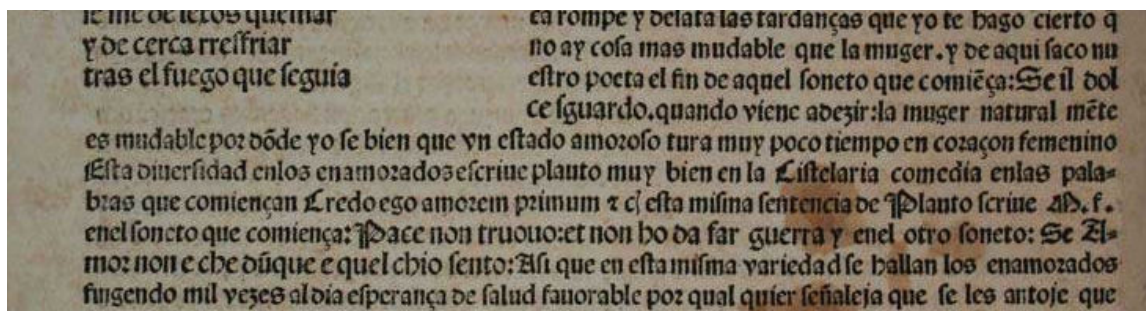 y de cerca rresfriar
tras el fuego que seguia
ca rompe y delata las tardanças que yo te hago cierto q̄
no ay cosa mas mudable que la muger. y de aqui saco nu
estro poeta el fin de aquel soneto que comiẽça: Se il dol
ce sguardo. quando viene adezir: la muger natural mẽte
es mudable por dõde yo se bien que vn estado amoroso tura muy poco tiempo en coraçon femenino
Esta diuersidad enlos enamorados escriue plauto muy bien en la Cistelaria comedia enlas pala=
bras que comiençan Credo ego amorem primum ⁊ c̃ esta misma sentencia de Plauto scriue M. f.
enel soneto que comiença: Pace non truouo: et non ho da far guerra y enel otro soneto: Se A=
mor non e che dũque e quel chio sento: Asi que en esta misma variedad se hallan los enamorados
fingendo mil vezes al dia esperança de salud fauorable por qual quier señaleja que se les antoje que